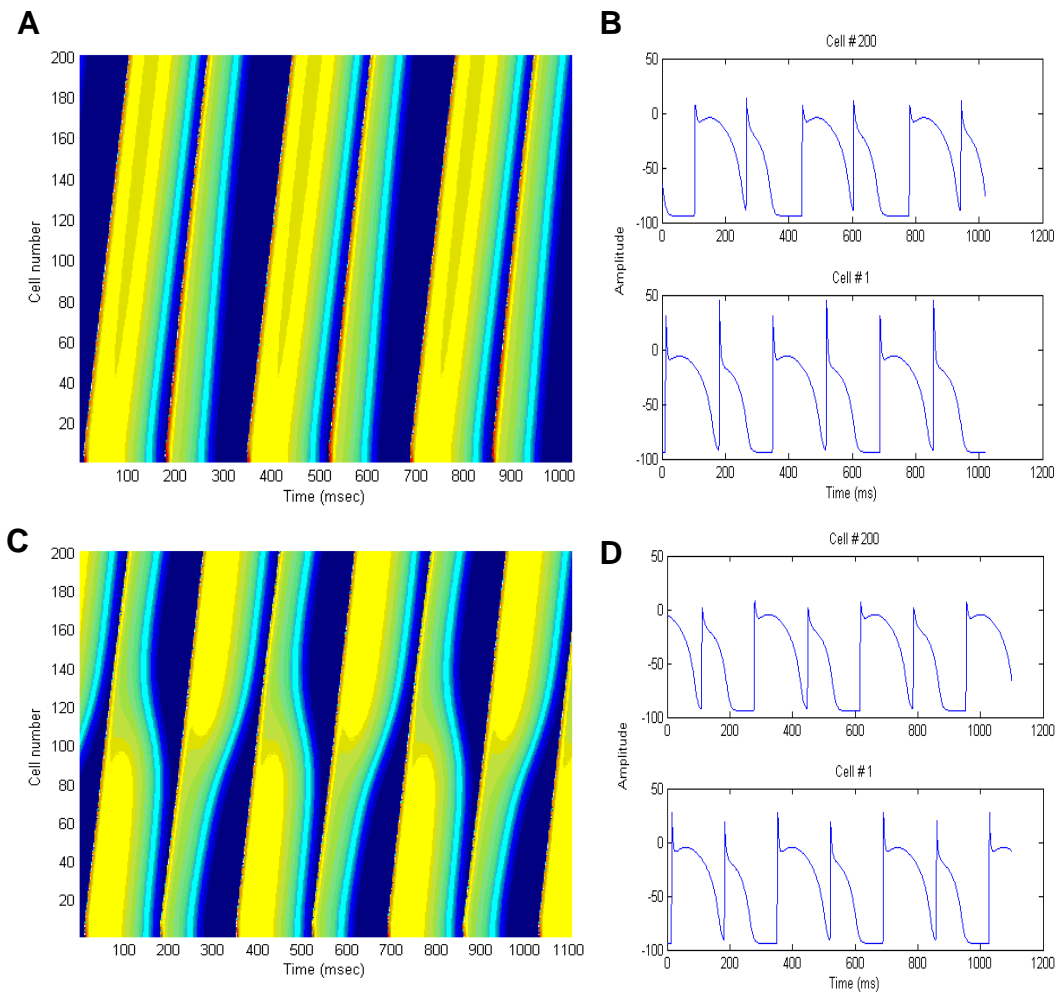 A
200
180
160
140
120
100
80
60
40
20
Cell number
100 200 300 400 500 600 700 800 900 1000
Time (msec)
B
Cell # 200
50
0
-50
-100
0 200 400 600 800 1000 1200
Amplitude
Cell # 1
50
0
-50
-100
0 200 400 600 800 1000 1200
Time (ms)
C
200
180
160
140
120
100
80
60
40
20
Cell number
100 200 300 400 500 600 700 800 900 1000 1100
Time (msec)
D
Cell # 200
50
0
-50
-100
0 200 400 600 800 1000 1200
Amplitude
Cell # 1
50
0
-50
-100
0 200 400 600 800 1000 1200
Time (ms)